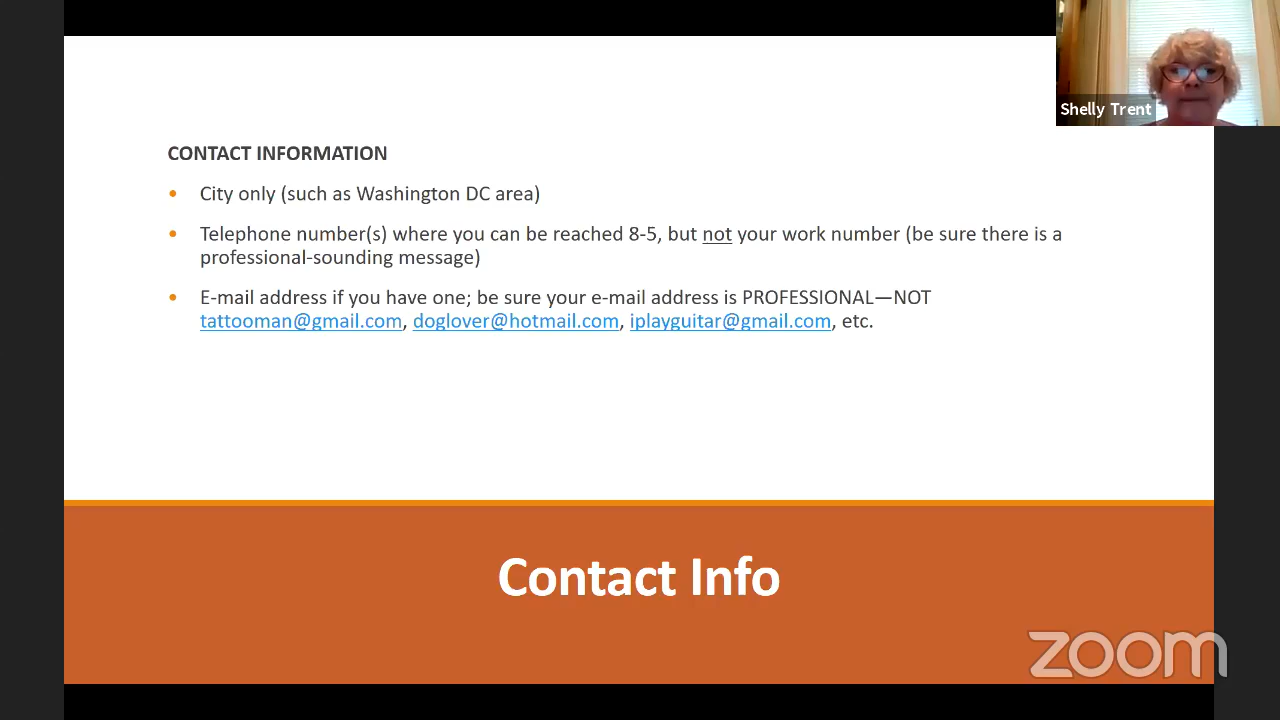 Shelly Trent
CONTACT INFORMATION
• City only (such as Washington DC area)
• Telephone number(s) where you can be reached 8-5, but not your work number (be sure there is a
professional-sounding message)
• E-mail address if you have one; be sure your e-mail address is PROFESSIONAL—NOT
tattooman@gmail.com, doglover@hotmail.com, iplayguitar@gmail.com, etc.
Contact Info
zoom